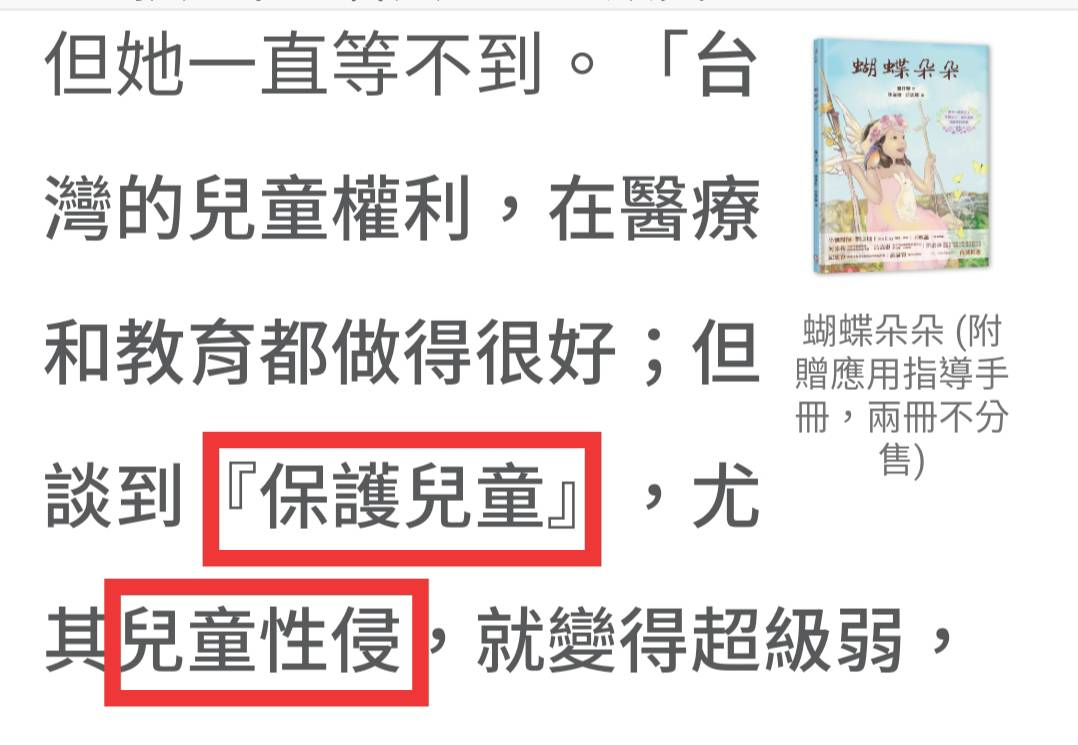 但她一直等不到。「台
灣的兒童權利，在醫療
和教育都做得很好；但
談到『保護兒童』，尤
其兒童性侵，就變得超級弱，
蝴蝶朵朵
蝴蝶朵朵 (附
贈應用指導手
冊，兩冊不分
售)